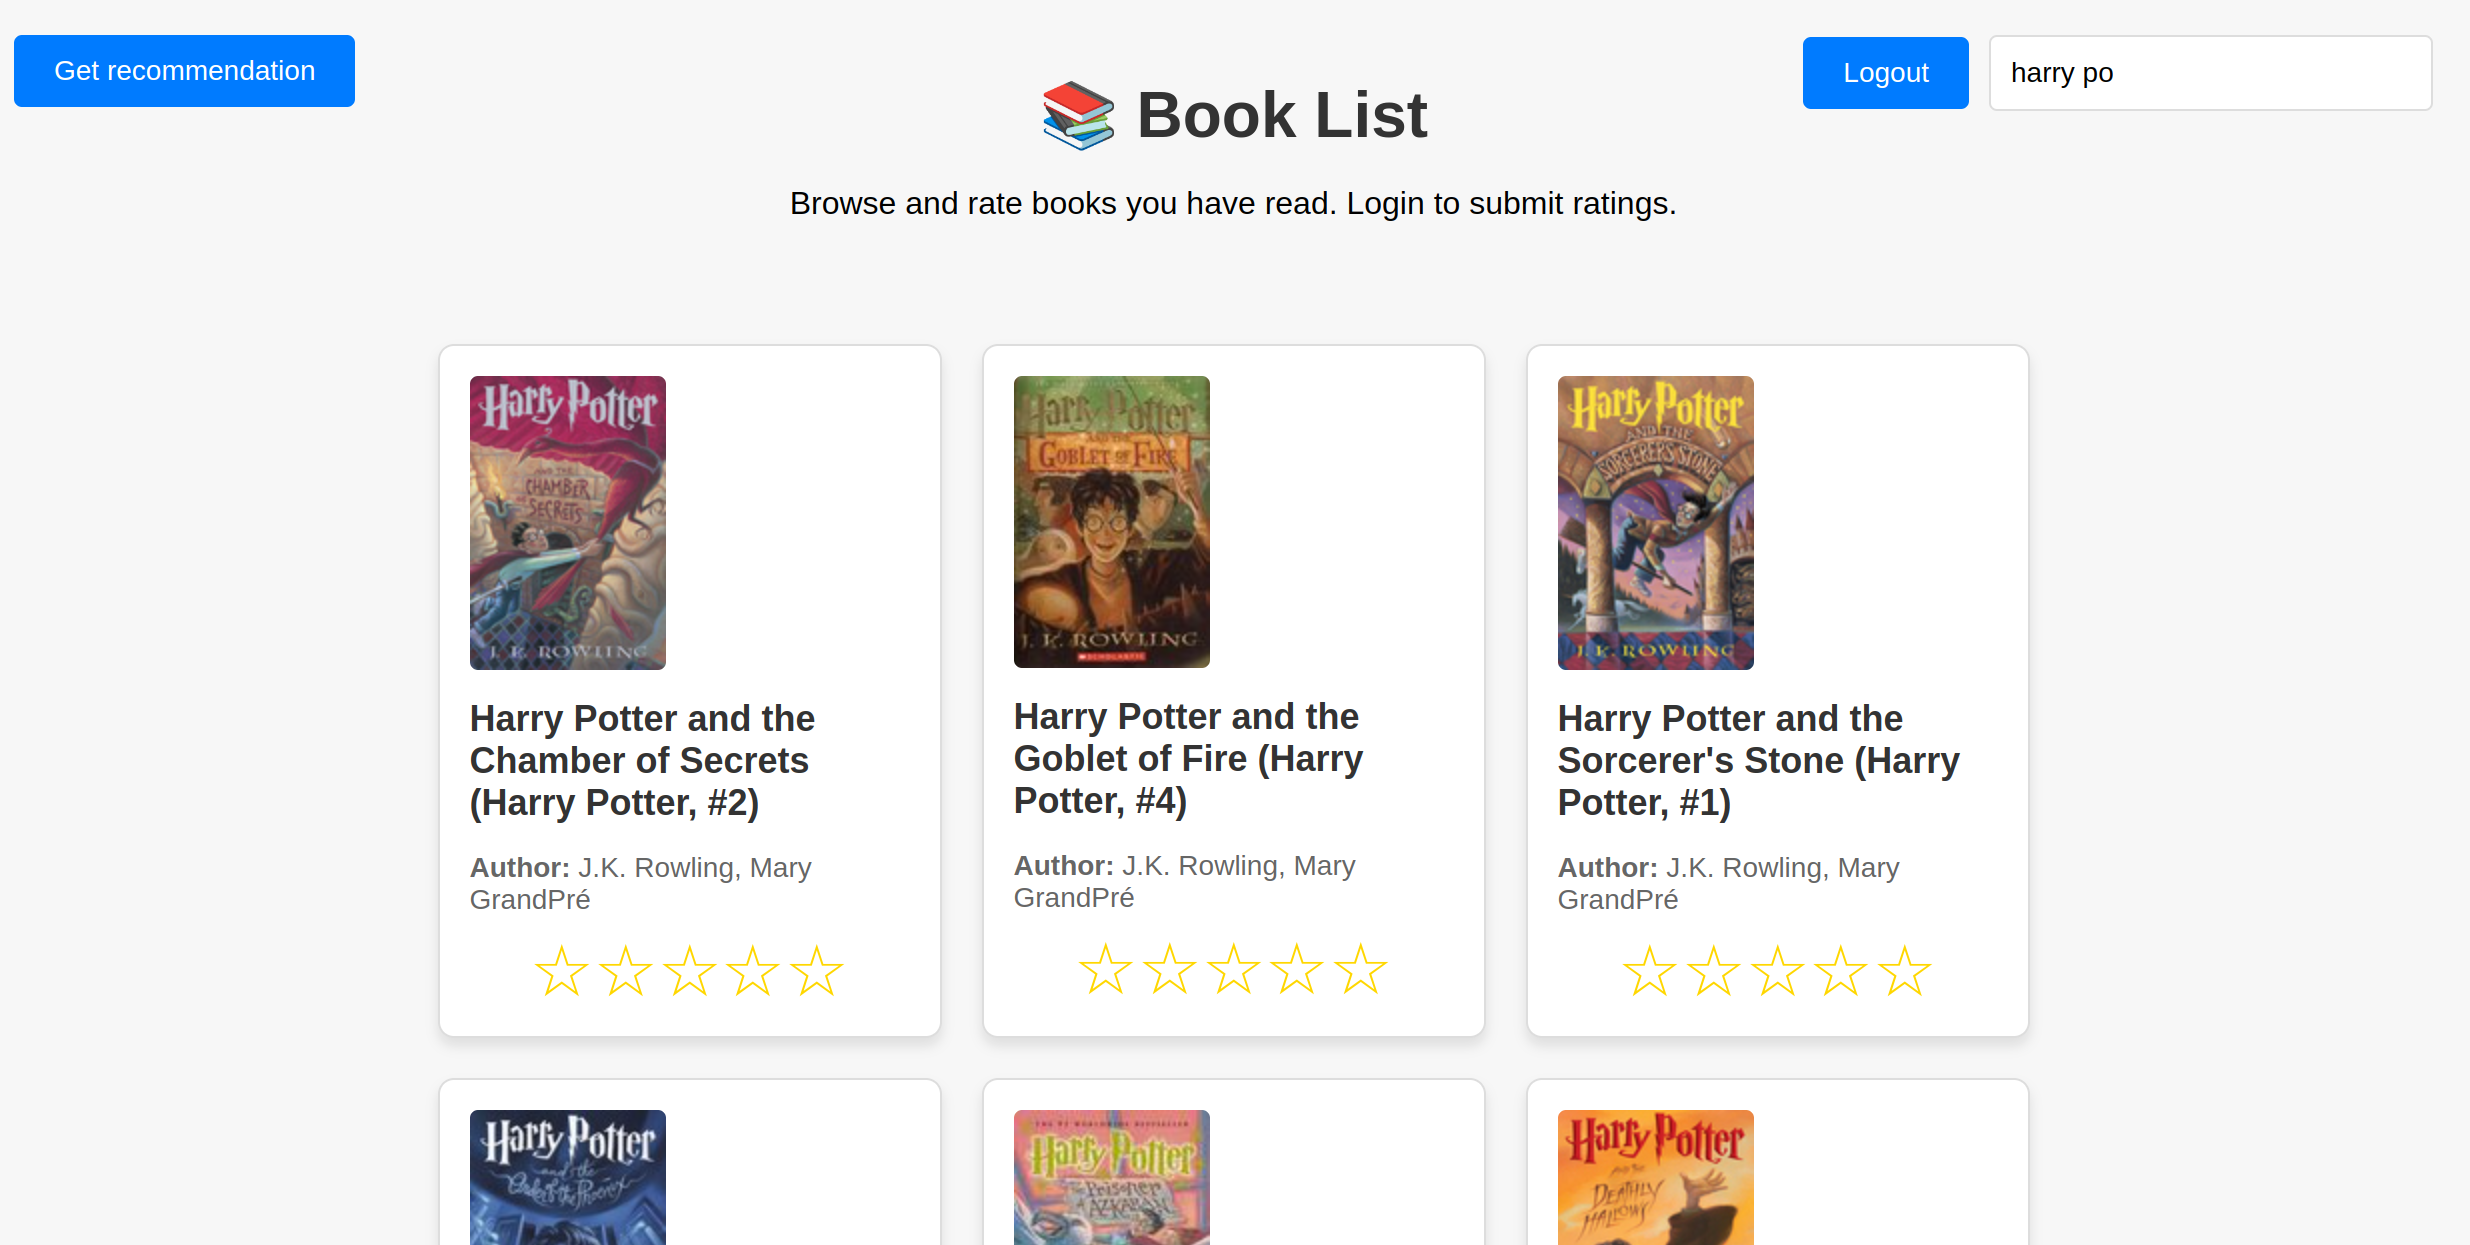 Get recommendation
Logout
harry po
📚 Book List
Browse and rate books you have read. Login to submit ratings.
Harry Potter
AND THE
CHAMBER
OF
SECRETS
J. K. ROWLING
Harry Potter and the
Chamber of Secrets
(Harry Potter, #2)
Author: J.K. Rowling, Mary
GrandPré
Harry Potter
AND THE
GOBLET OF FIRE
J. K. ROWLING
SCHOLASTIC
Harry Potter and the
Goblet of Fire (Harry
Potter, #4)
Author: J.K. Rowling, Mary
GrandPré
Harry Potter
AND THE
SORCERER'S STONE
J. K. ROWLING
Harry Potter and the
Sorcerer's Stone (Harry
Potter, #1)
Author: J.K. Rowling, Mary
GrandPré
Harry Potter
and the
Order of the Phoenix
THE #1 WORLDWIDE BESTSELLER
Harry Potter
Prisoner
AZKABAN
Harry Potter
AND THE
DEATHLY
HALLOWS